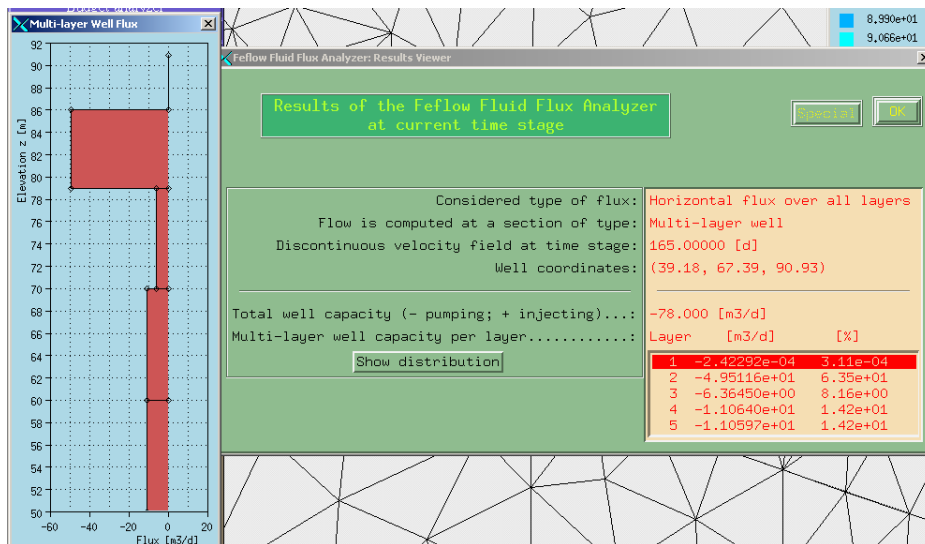 Budget analyser
Multi-layer Well Flux
92
90
88
86
84
82
80
78
76
74
72
70
68
66
64
62
60
58
56
54
52
50
Elevation z [m]
-60 -40 -20 0 20
Flux [m3/d]
8.990e+01
9.066e+01
Feflow Fluid Flux Analyzer: Results Viewer
Results of the Feflow Fluid Flux Analyzer
at current time stage
Special
OK
Considered type of flux: Horizontal flux over all layers
Flow is computed at a section of type: Multi-layer well
Discontinuous velocity field at time stage: 165.00000 [d]
Well coordinates: (39.18, 67.39, 90.93)
Total well capacity (- pumping; + injecting)...: -78.000 [m3/d]
Multi-layer well capacity per layer............: Layer [m3/d] [%]
Show distribution
1 -2.42292e-04 3.11e-04
2 -4.95116e+01 6.35e+01
3 -6.36450e+00 8.16e+00
4 -1.10640e+01 1.42e+01
5 -1.10597e+01 1.42e+01